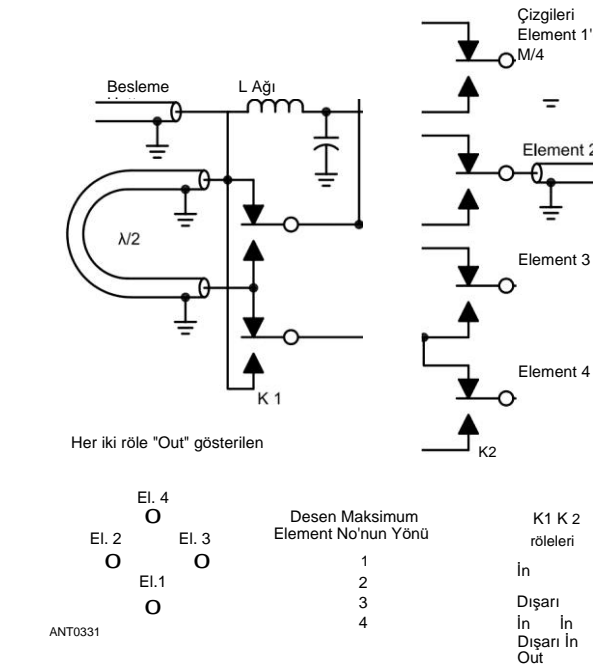 Çizgileri
Element 1'
M/4
Besleme
L Ağı
Element 2
λ/2
Element 3
Element 4
K 1
K2
Her iki röle "Out" gösterilen
El. 4
O
El. 2 El. 3
O O
El.1
O
ANT0331
Desen Maksimum
Element No'nun Yönü
1
2
3
4
K1 K 2
röleleri
İn
Dışarı
İn İn
Dışarı İn
Out